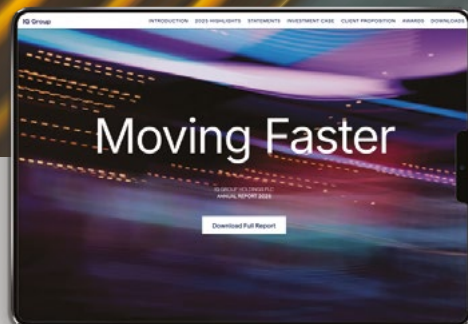 IG Group
INTRODUCTION 2025 HIGHLIGHTS STATEMENTS INVESTMENT CASE CLIENT PROPOSITION AWARDS DOWNLOADS
Moving Faster
IG GROUP HOLDINGS PLC
ANNUAL REPORT 2025
Download Full Report